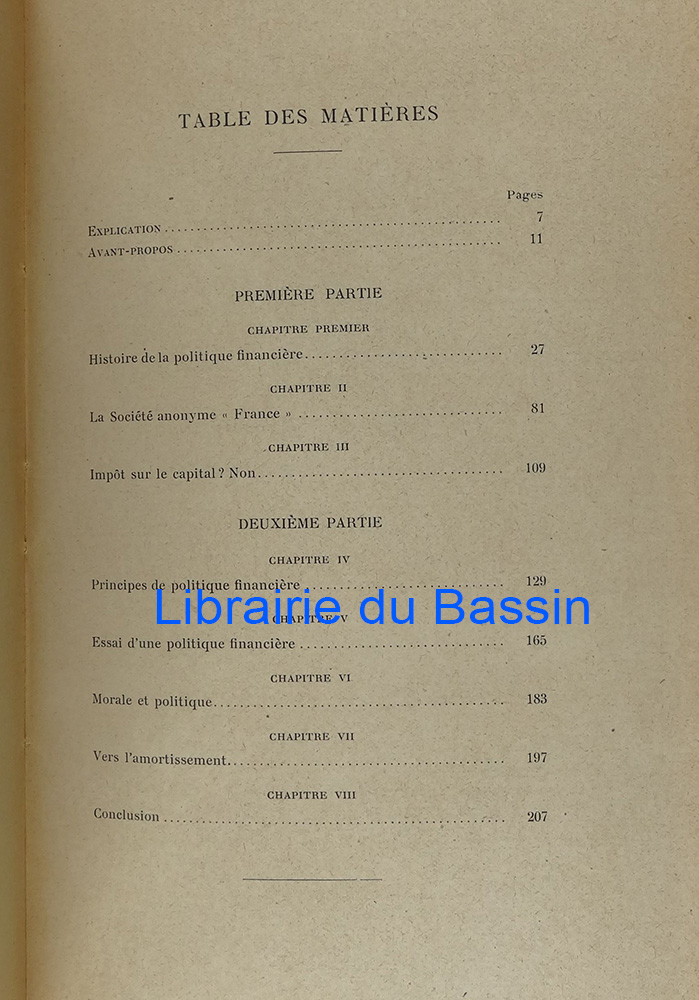 TABLE DES MATIÈRES
Pages
EXPLICATION 7
AVANT-PROPOS 11
PREMIÈRE PARTIE
CHAPITRE PREMIER
Histoire de la politique financière 27
CHAPITRE II
La Société anonyme « France » 81
CHAPITRE III
Impôt sur le capital ? Non 109
DEUXIÈME PARTIE
CHAPITRE IV
Principes de politique financière 129
Librairie du Bassin
CHAPITRE V
Essai d'une politique financière 165
CHAPITRE VI
Morale et politique 183
CHAPITRE VII
Vers l'amortissement 197
CHAPITRE VIII
Conclusion 207